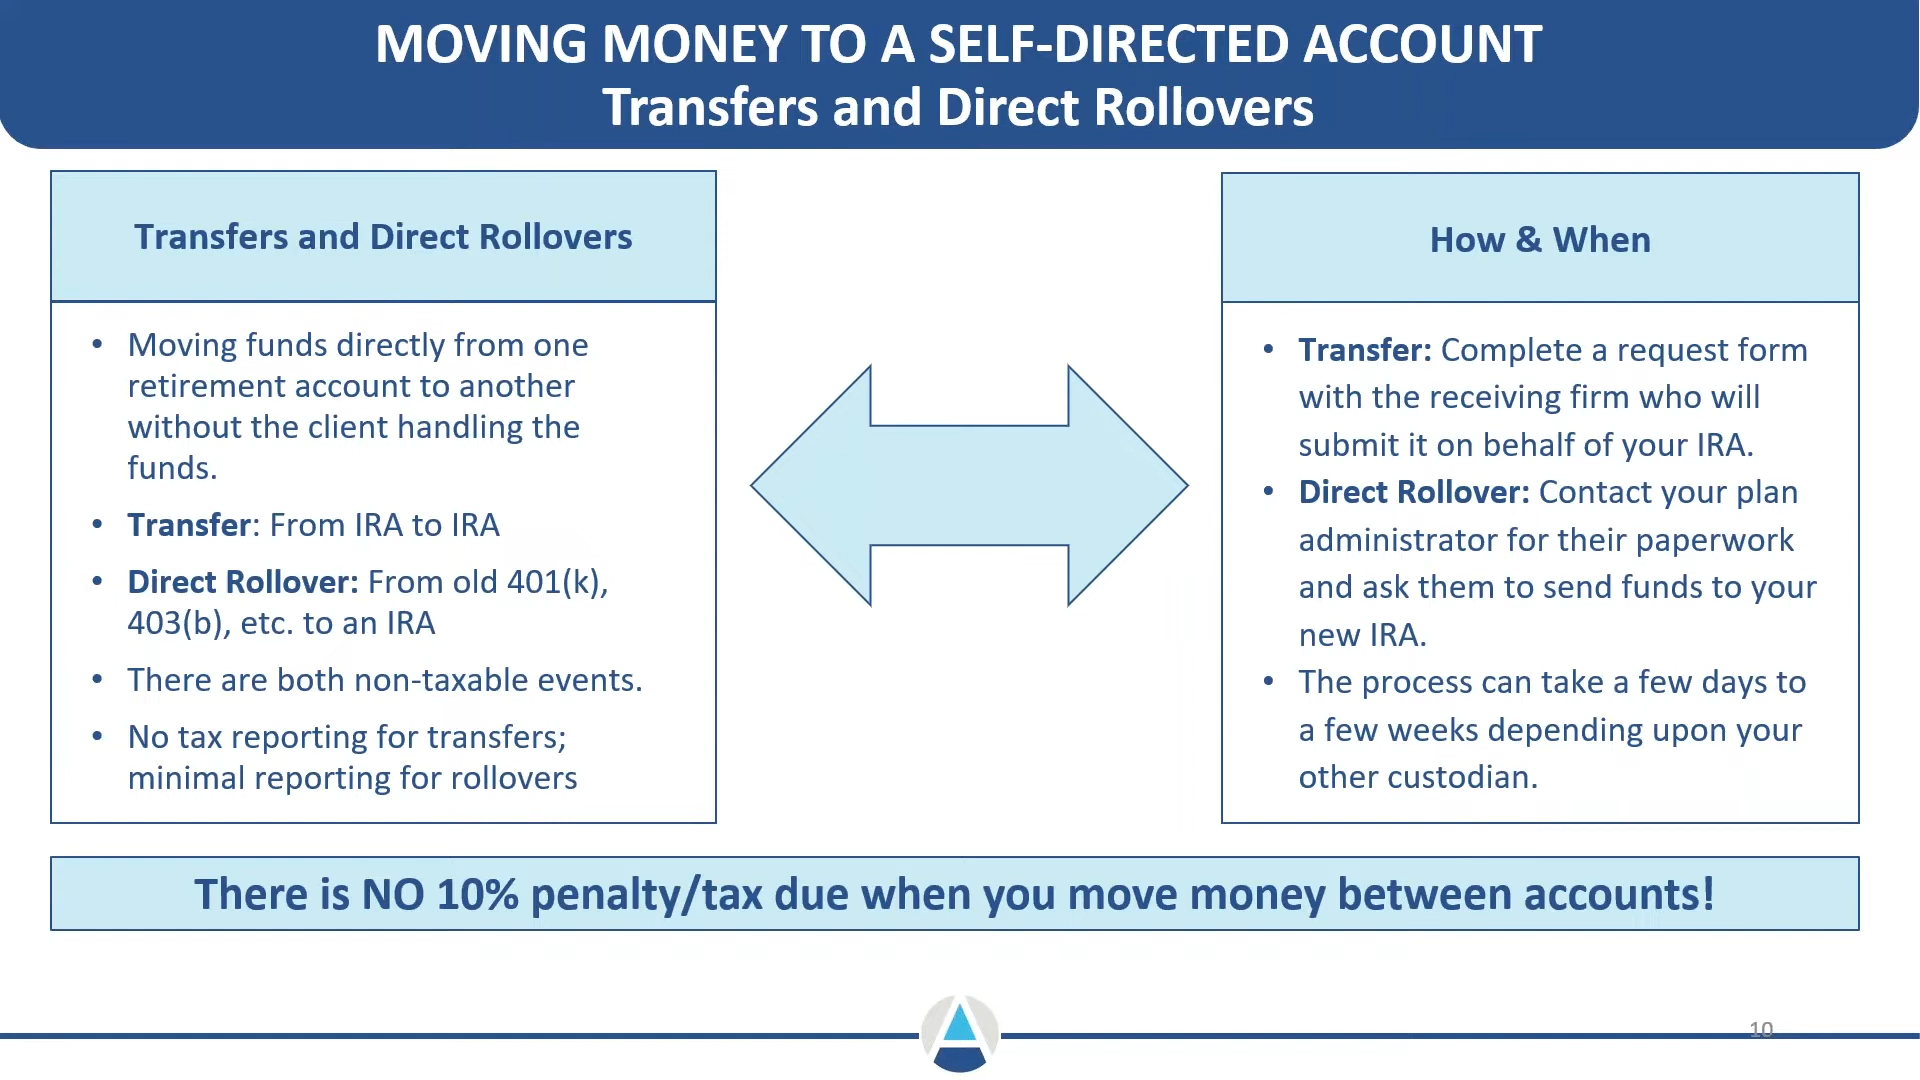 MOVING MONEY TO A SELF-DIRECTED ACCOUNT
Transfers and Direct Rollovers
Transfers and Direct Rollovers
• Moving funds directly from one
retirement account to another
without the client handling the
funds.
• Transfer: From IRA to IRA
• Direct Rollover: From old 401(k),
403(b), etc. to an IRA
• There are both non-taxable events.
• No tax reporting for transfers;
minimal reporting for rollovers
How & When
• Transfer: Complete a request form
with the receiving firm who will
submit it on behalf of your IRA.
• Direct Rollover: Contact your plan
administrator for their paperwork
and ask them to send funds to your
new IRA.
• The process can take a few days to
a few weeks depending upon your
other custodian.
There is NO 10% penalty/tax due when you move money between accounts!
10